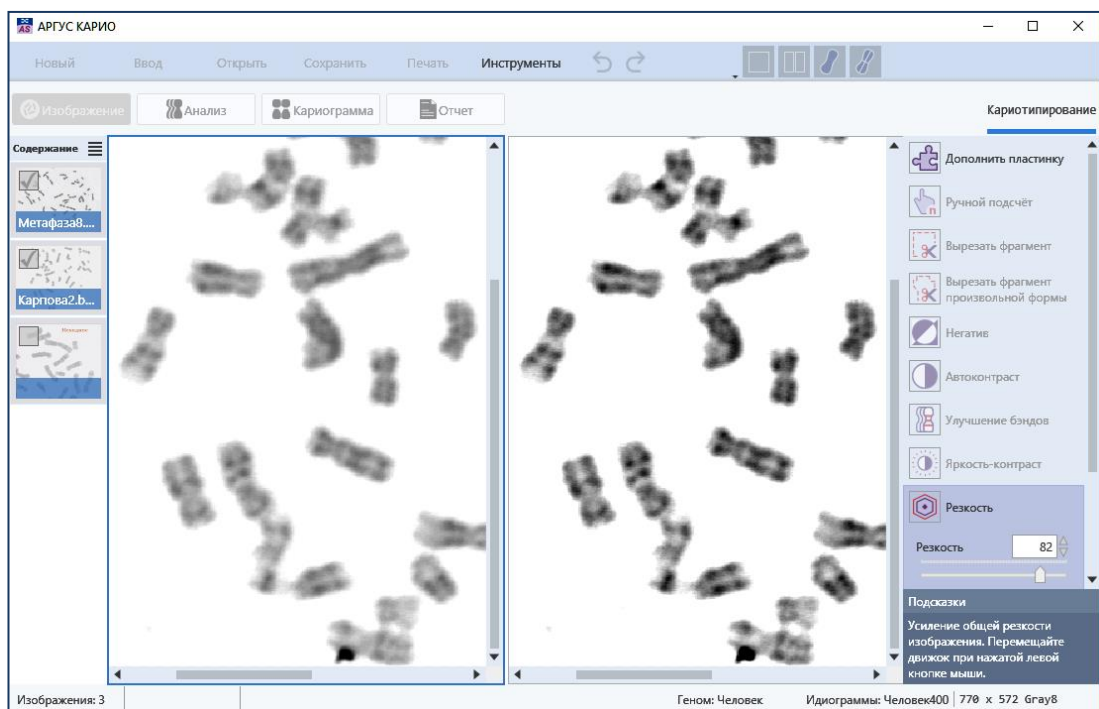 АРГУС КАРИО
Новый Ввод Открыть Сохранить Печать Инструменты
Изображение Анализ Кариограмма Отчет Кариотипирование
Содержание
Метафаза8....
Карпова2.b...
Дополнить пластинку
Ручной подсчёт
Вырезать фрагмент
Вырезать фрагмент
произвольной формы
Негатив
Автоконтраст
Улучшение бэндов
Яркость-контраст
Резкость
Резкость 82
Подсказки
Усиление общей резкости
изображения. Перемещайте
движок при нажатой левой
кнопке мыши.
Изображения: 3 Геном: Человек Идиограммы: Человек400 770 x 572 Gray8